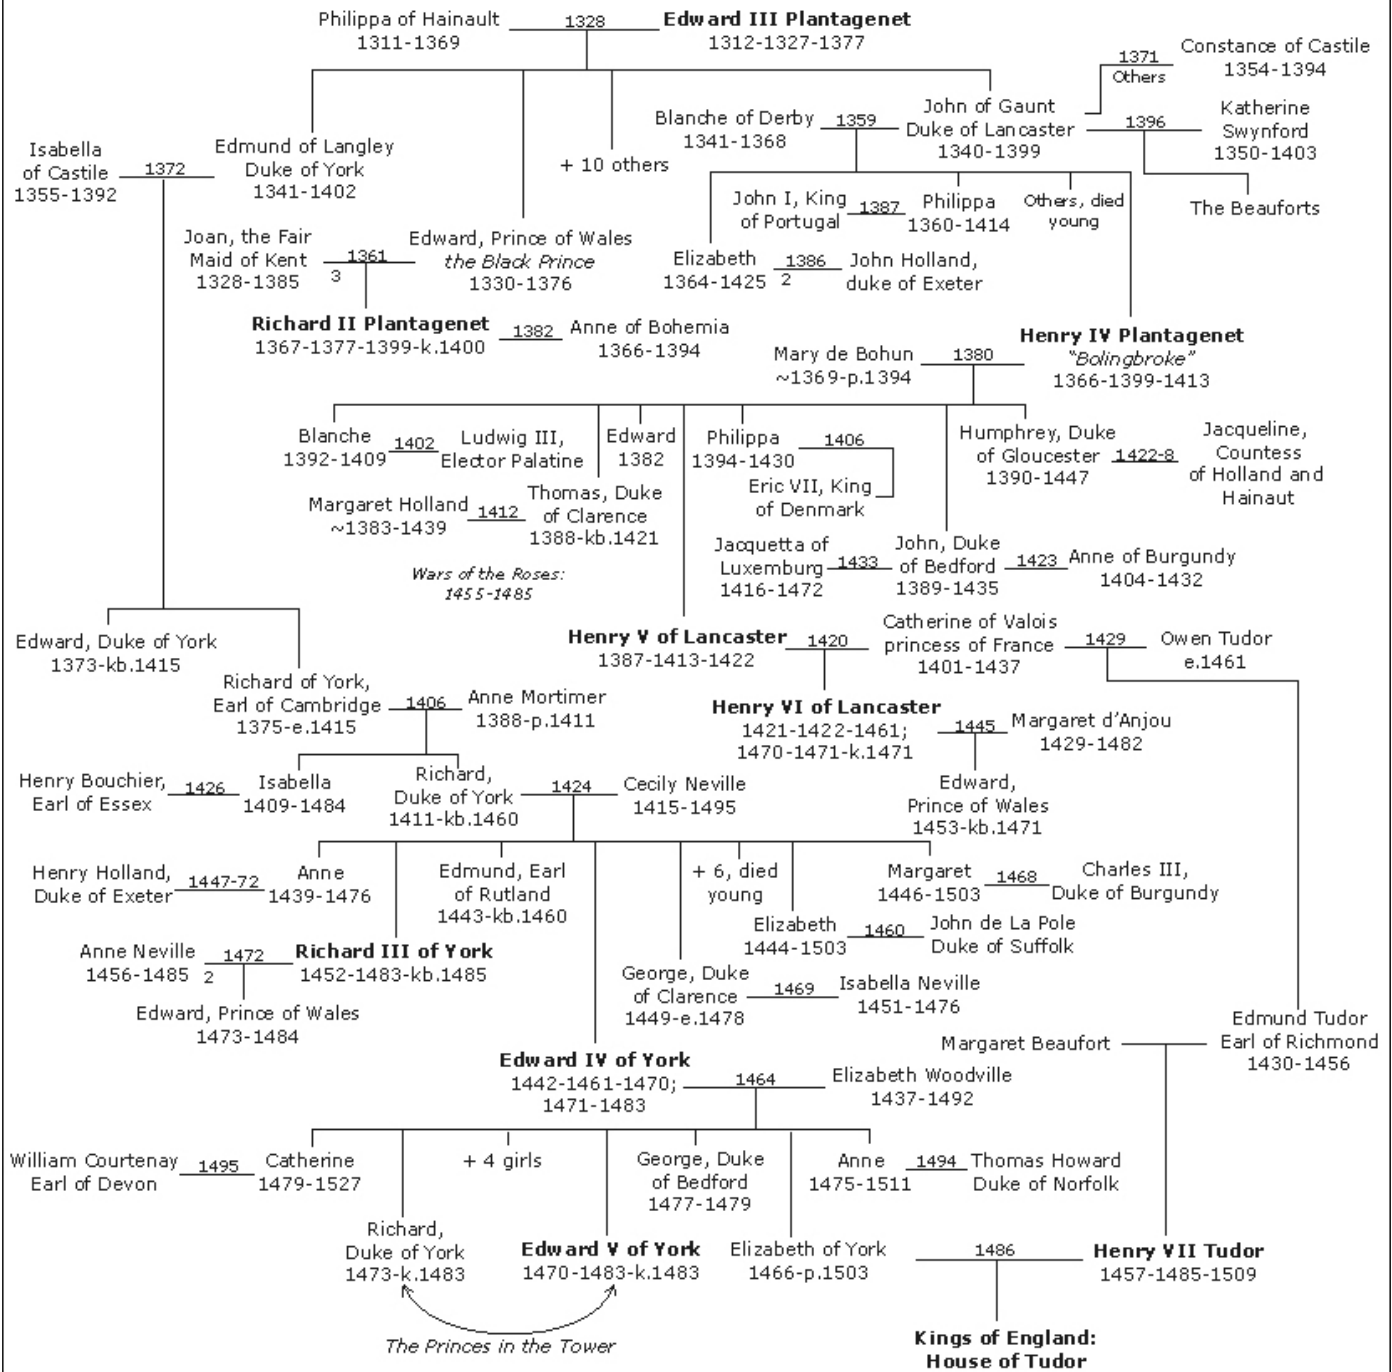 Philippa of Hainault
1311-1369
1328
Edward III Plantagenet
1312-1327-1377
1371
Others
Constance of Castile
1354-1394
Blanche of Derby
1341-1368
1359
John of Gaunt
Duke of Lancaster
1340-1399
1396
Katherine
Swynford
1350-1403
Isabella
of Castile
1355-1392
1372
Edmund of Langley
Duke of York
1341-1402
+ 10 others
John I, King
of Portugal
1387
Philippa
1360-1414
Others, died
young
The Beauforts
Joan, the Fair
Maid of Kent
1328-1385
1361
3
Edward, Prince of Wales
the Black Prince
1330-1376
Elizabeth
1364-1425
1386
2
John Holland,
duke of Exeter
Richard II Plantagenet
1367-1377-1399-k.1400
1382
Anne of Bohemia
1366-1394
Mary de Bohun
~1369-p.1394
1380
Henry IV Plantagenet
“Bolingbroke”
1366-1399-1413
Blanche
1392-1409
1402
Ludwig III,
Elector Palatine
Edward
1382
Philippa
1394-1430
1406
Eric VII, King
of Denmark
Humphrey, Duke
of Gloucester
1390-1447
1422-8
Jacqueline,
Countess
of Holland and
Hainaut
Margaret Holland
~1383-1439
1412
Thomas, Duke
of Clarence
1388-kb.1421
Jacquetta of
Luxemburg
1416-1472
1433
John, Duke
of Bedford
1389-1435
1423
Anne of Burgundy
1404-1432
Wars of the Roses:
1455-1485
Edward, Duke of York
1373-kb.1415
Henry V of Lancaster
1387-1413-1422
1420
Catherine of Valois
princess of France
1401-1437
1429
Owen Tudor
e.1461
Richard of York,
Earl of Cambridge
1375-e.1415
1406
Anne Mortimer
1388-p.1411
Henry VI of Lancaster
1421-1422-1461;
1470-1471-k.1471
1445
Margaret d’Anjou
1429-1482
Henry Bouchier,
Earl of Essex
1426
Isabella
1409-1484
Richard,
Duke of York
1411-kb.1460
1424
Cecily Neville
1415-1495
Edward,
Prince of Wales
1453-kb.1471
Henry Holland,
Duke of Exeter
1447-72
Anne
1439-1476
Edmund, Earl
of Rutland
1443-kb.1460
+ 6, died
young
Margaret
1446-1503
1468
Charles III,
Duke of Burgundy
Elizabeth
1444-1503
1460
John de La Pole
Duke of Suffolk
Anne Neville
1456-1485
1472
2
Richard III of York
1452-1483-kb.1485
George, Duke
of Clarence
1449-e.1478
1469
Isabella Neville
1451-1476
Edward, Prince of Wales
1473-1484
Edward IV of York
1442-1461-1470;
1471-1483
1464
Elizabeth Woodville
1437-1492
Margaret Beaufort
Edmund Tudor
Earl of Richmond
1430-1456
William Courtenay
Earl of Devon
1495
Catherine
1479-1527
+ 4 girls
George, Duke
of Bedford
1477-1479
Anne
1475-1511
1494
Thomas Howard
Duke of Norfolk
Richard,
Duke of York
1473-k.1483
Edward V of York
1470-1483-k.1483
Elizabeth of York
1466-p.1503
1486
Henry VII Tudor
1457-1485-1509
The Princes in the Tower
Kings of England:
House of Tudor